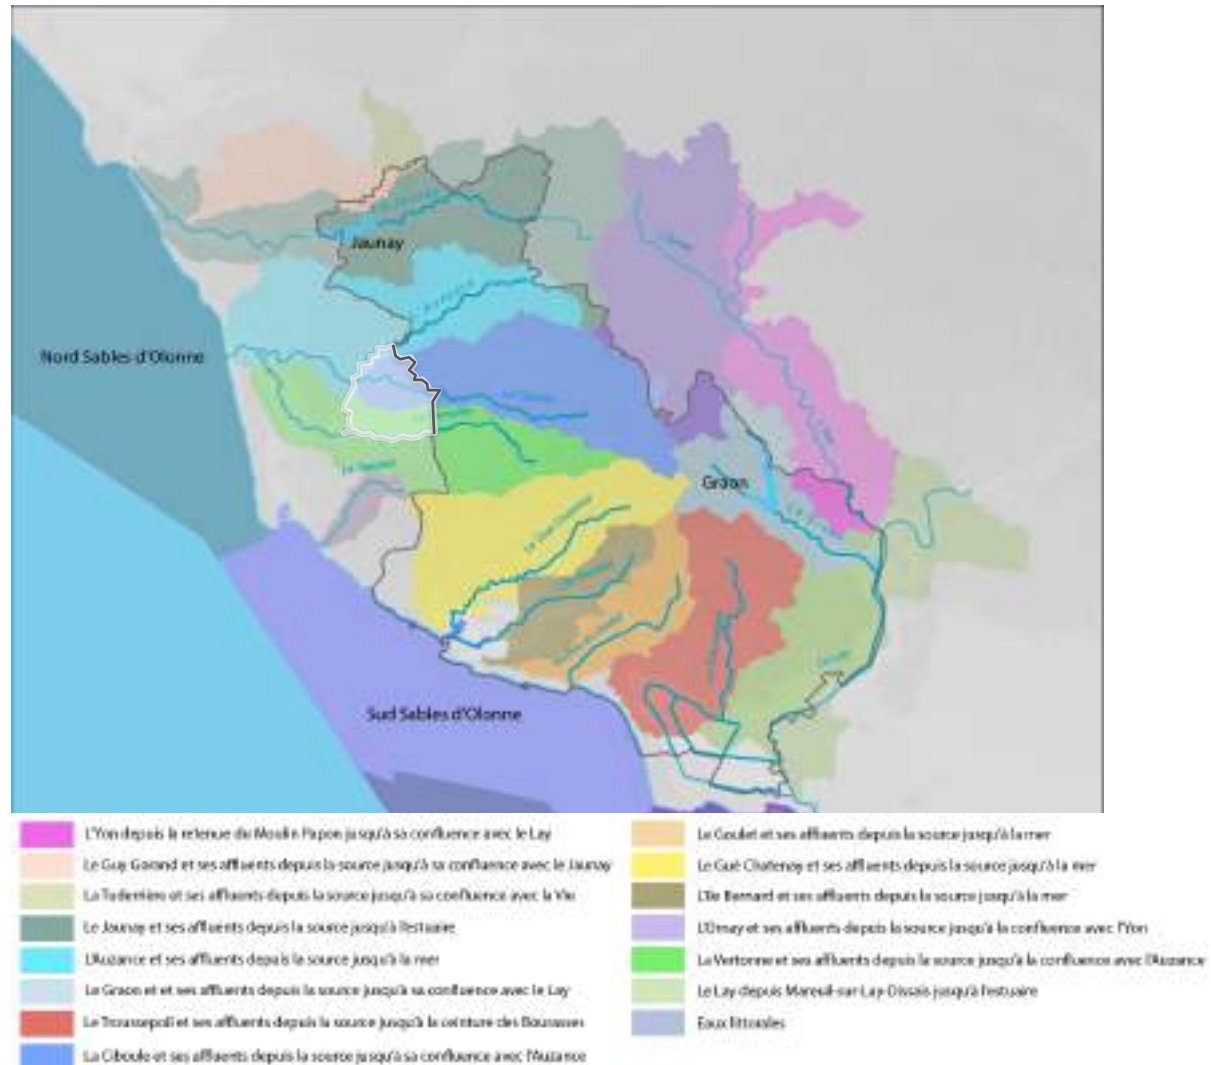 Jaunay
Nord Sables d'Olonne
Graon
Sud Sables d'Olonne
L'Yon depuis la retenue du Moulin Papon jusqu'à sa confluence avec le Lay
Le Guy Gorand et ses affluents depuis la source jusqu'à sa confluence avec le Jaunay
La Tuderrière et ses affluents depuis la source jusqu'à sa confluence avec la Vie
Le Jaunay et ses affluents depuis la source jusqu'à l'estuaire
L'Auzance et ses affluents depuis la source jusqu'à la mer
Le Graon et et ses affluents depuis la source jusqu'à sa confluence avec le Lay
Le Troussepoil et ses affluents depuis la source jusqu'à la ceinture des Bourasses
La Ciboule et ses affluents depuis la source jusqu'à sa confluence avec l'Auzance
Le Goulet et ses affluents depuis la source jusqu'à la mer
Le Gué Chatenay et ses affluents depuis la source jusqu'à la mer
L'Ile Bernard et ses affluents depuis la source jusqu'à la mer
L'Ornay et ses affluents depuis la source jusqu'à la confluence avec l'Yon
La Vertonne et ses affluents depuis la source jusqu'à la confluence avec l'Auzance
Le Lay depuis Mareuil-sur-Lay-Dissais jusqu'à l'estuaire
Eaux littorales